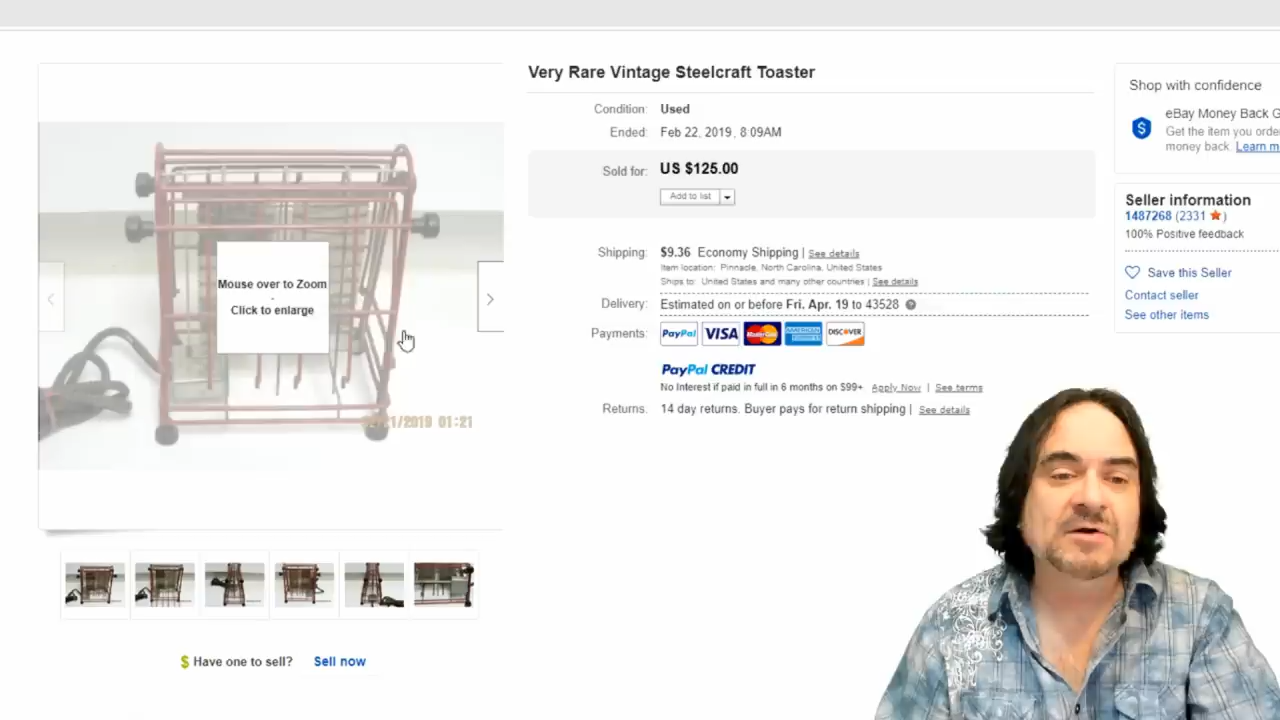 Very Rare Vintage Steelcraft Toaster
Condition: Used
Ended: Feb 22, 2019, 8:09AM
Sold for: US $125.00
Add to list
Shipping: $9.36 Economy Shipping | See details
Item location: Pinnacle, North Carolina, United States
Ships to: United States and many other countries | See details
Delivery: Estimated on or before Fri. Apr. 19 to 43528
Payments: PayPal VISA MasterCard AMERICAN EXPRESS DISCOVER
PayPal CREDIT
No Interest if paid in full in 6 months on $99+ Apply Now | See terms
Returns: 14 day returns. Buyer pays for return shipping | See details
Mouse over to Zoom
-
Click to enlarge
01:21
$ Have one to sell? Sell now
Shop with confidence
eBay Money Back G
Get the item you orde
money back. Learn m
Seller information
1487268 (2331 ★)
100% Positive feedback
Save this Seller
Contact seller
See other items